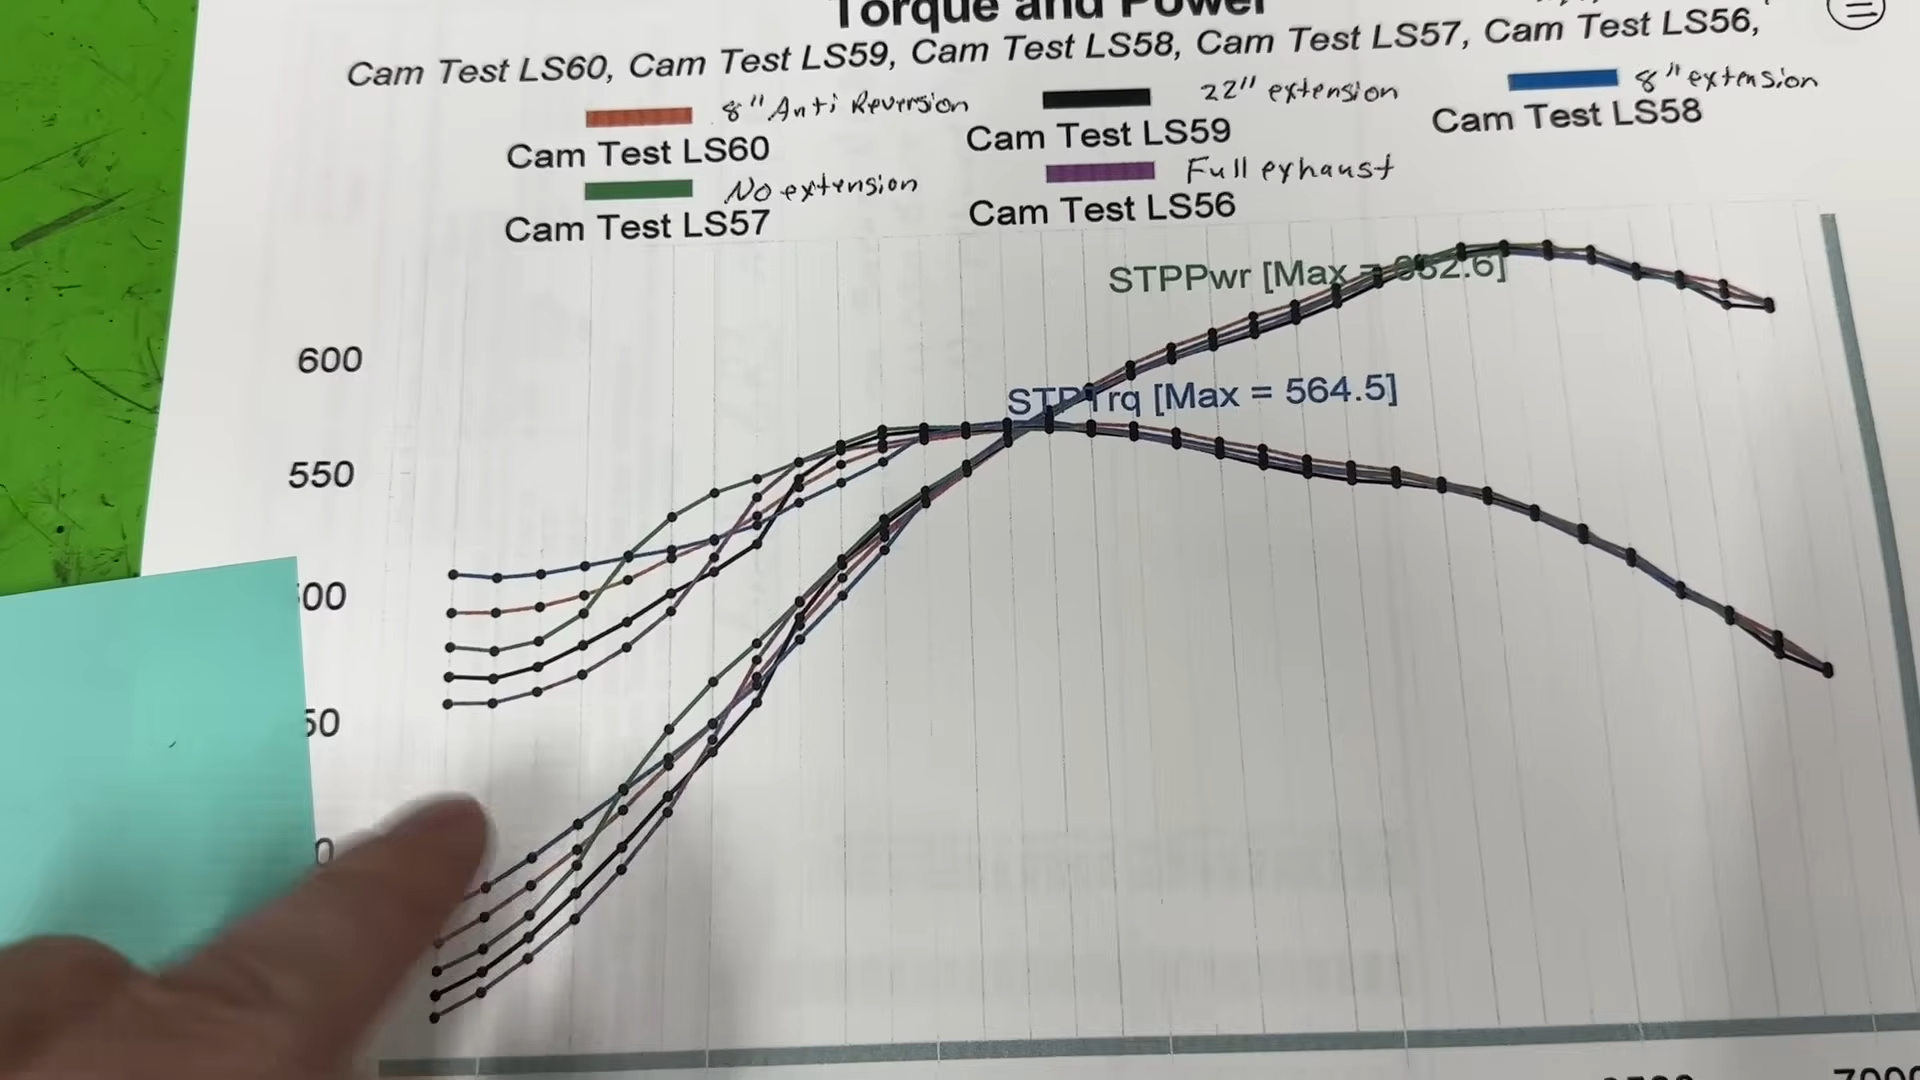 Torque and Power
Cam Test LS60, Cam Test LS59, Cam Test LS58, Cam Test LS57, Cam Test LS56,
8" Anti Reversion
22" extension
8" extension
Cam Test LS60
Cam Test LS59
Cam Test LS58
No extension
Full exhaust
Cam Test LS57
Cam Test LS56
STPPwr [Max = 652.6]
600
STPTrq [Max = 564.5]
550
00
50
0